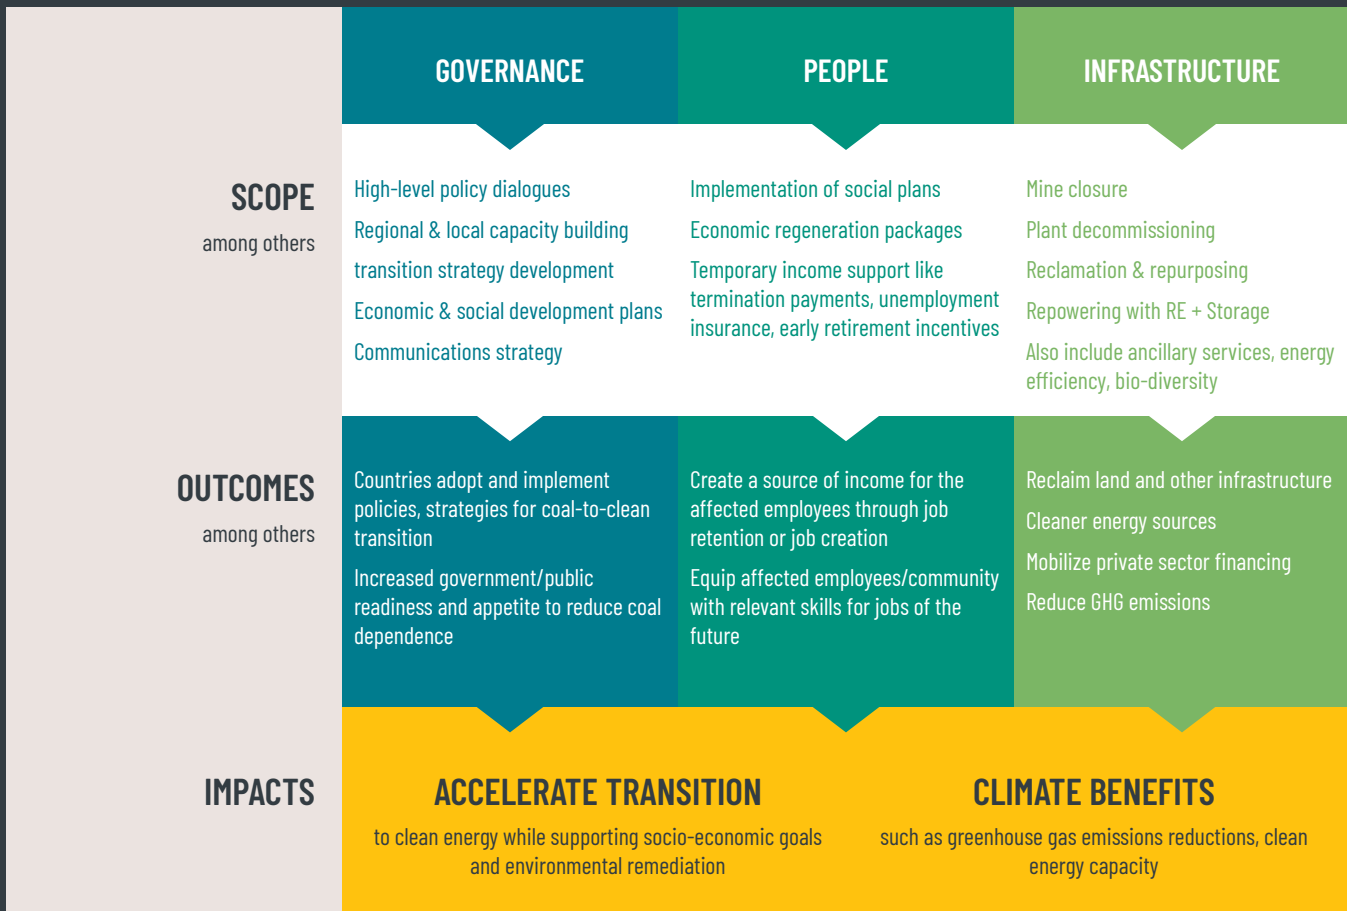 GOVERNANCE
PEOPLE
INFRASTRUCTURE
SCOPE
among others
High-level policy dialogues
Regional & local capacity building
transition strategy development
Economic & social development plans
Communications strategy
Implementation of social plans
Economic regeneration packages
Temporary income support like
termination payments, unemployment
insurance, early retirement incentives
Mine closure
Plant decommissioning
Reclamation & repurposing
Repowering with RE + Storage
Also include ancillary services, energy
efficiency, bio-diversity
OUTCOMES
among others
Countries adopt and implement
policies, strategies for coal-to-clean
transition
Increased government/public
readiness and appetite to reduce coal
dependence
Create a source of income for the
affected employees through job
retention or job creation
Equip affected employees/community
with relevant skills for jobs of the
future
Reclaim land and other infrastructure
Cleaner energy sources
Mobilize private sector financing
Reduce GHG emissions
IMPACTS
ACCELERATE TRANSITION
to clean energy while supporting socio-economic goals
and environmental remediation
CLIMATE BENEFITS
such as greenhouse gas emissions reductions, clean
energy capacity